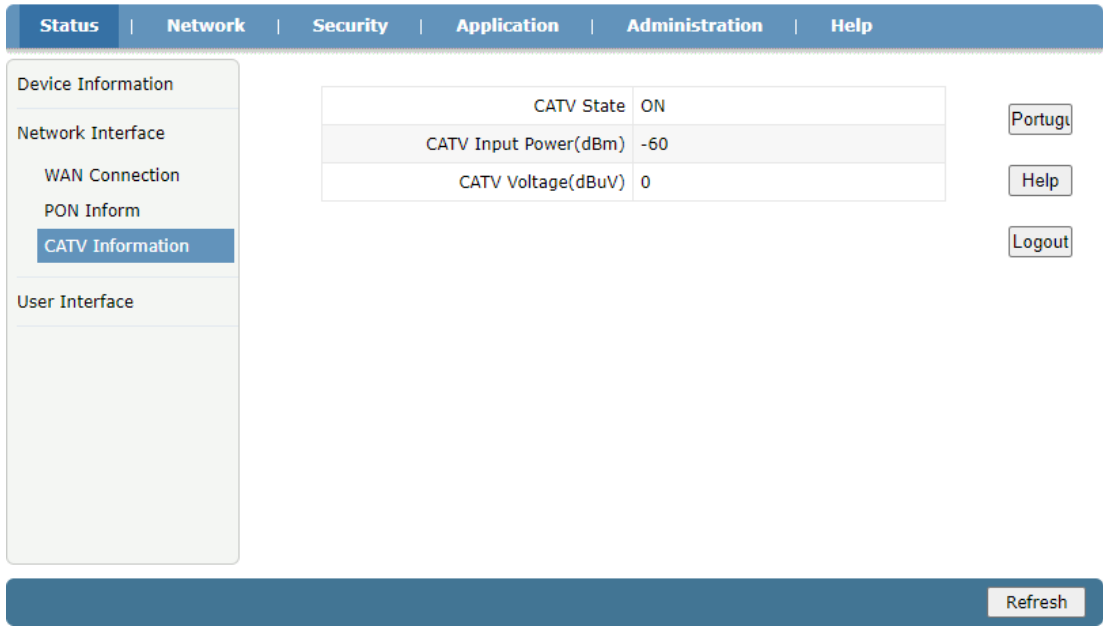 Status | Network | Security | Application | Administration | Help
Device Information
Network Interface
WAN Connection
PON Inform
CATV Information
User Interface
CATV State ON
CATV Input Power(dBm) -60
CATV Voltage(dBuV) 0
Portugu
Help
Logout
Refresh